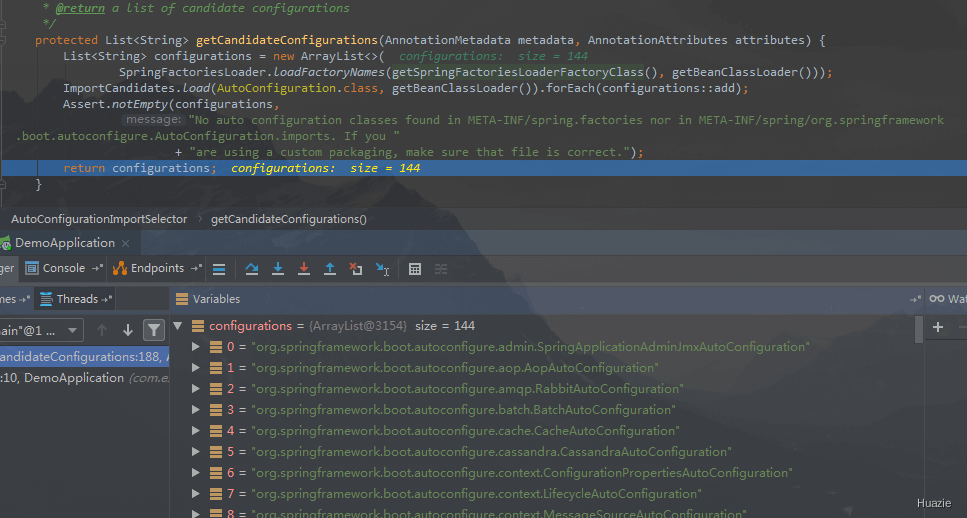 * @return a list of candidate configurations
*/
protected List<String> getCandidateConfigurations(AnnotationMetadata metadata, AnnotationAttributes attributes) {
List<String> configurations = new ArrayList<>( configurations: size = 144
SpringFactoriesLoader.loadFactoryNames(getSpringFactoriesLoaderFactoryClass(), getBeanClassLoader()));
ImportCandidates.load(AutoConfiguration.class, getBeanClassLoader()).forEach(configurations::add);
Assert.notEmpty(configurations,
message: "No auto configuration classes found in META-INF/spring.factories nor in META-INF/spring/org.springframework
.boot.autoconfigure.AutoConfiguration.imports. If you "
+ "are using a custom packaging, make sure that file is correct.");
return configurations; configurations: size = 144
}
AutoConfigurationImportSelector > getCandidateConfigurations()
DemoApplication ×
ger Console Endpoints
mes Threads Variables Wat
ain"@1 ...
configurations = {ArrayList@3154} size = 144
andidateConfigurations:188, A
:10, DemoApplication (com.e
0 = "org.springframework.boot.autoconfigure.admin.SpringApplicationAdminJmxAutoConfiguration"
1 = "org.springframework.boot.autoconfigure.aop.AopAutoConfiguration"
2 = "org.springframework.boot.autoconfigure.amqp.RabbitAutoConfiguration"
3 = "org.springframework.boot.autoconfigure.batch.BatchAutoConfiguration"
4 = "org.springframework.boot.autoconfigure.cache.CacheAutoConfiguration"
5 = "org.springframework.boot.autoconfigure.cassandra.CassandraAutoConfiguration"
6 = "org.springframework.boot.autoconfigure.context.ConfigurationPropertiesAutoConfiguration"
7 = "org.springframework.boot.autoconfigure.context.LifecycleAutoConfiguration"
8 = "org.springframework.boot.autoconfigure.context.MessageSourceAutoConfiguration"
Huazie